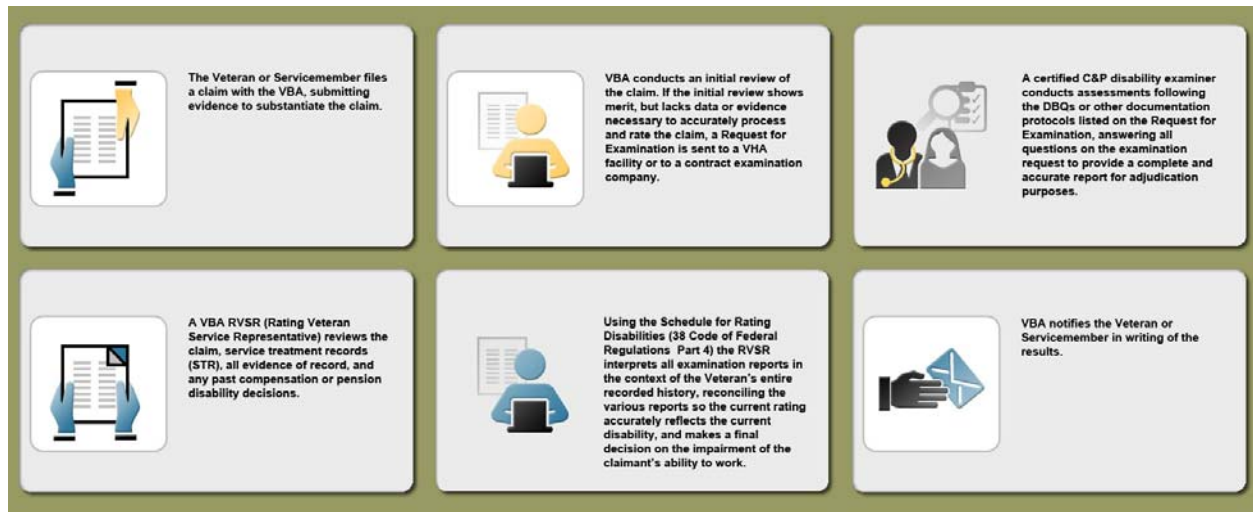 The Veteran or Servicemember files
a claim with the VBA, submitting
evidence to substantiate the claim.
VBA conducts an initial review of
the claim. If the initial review shows
merit, but lacks data or evidence
necessary to accurately process
and rate the claim, a Request for
Examination is sent to a VHA
facility or to a contract examination
company.
A certified C&P disability examiner
conducts assessments following
the DBQs or other documentation
protocols listed on the Request for
Examination, answering all
questions on the examination
request to provide a complete and
accurate report for adjudication
purposes.
A VBA RVSR (Rating Veteran
Service Representative) reviews the
claim, service treatment records
(STR), all evidence of record, and
any past compensation or pension
disability decisions.
Using the Schedule for Rating
Disabilities (38 Code of Federal
Regulations Part 4) the RVSR
interprets all examination reports in
the context of the Veteran's entire
recorded history, reconciling the
various reports so the current rating
accurately reflects the current
disability, and makes a final
decision on the impairment of the
claimant's ability to work.
VBA notifies the Veteran or
Servicemember in writing of the
results.